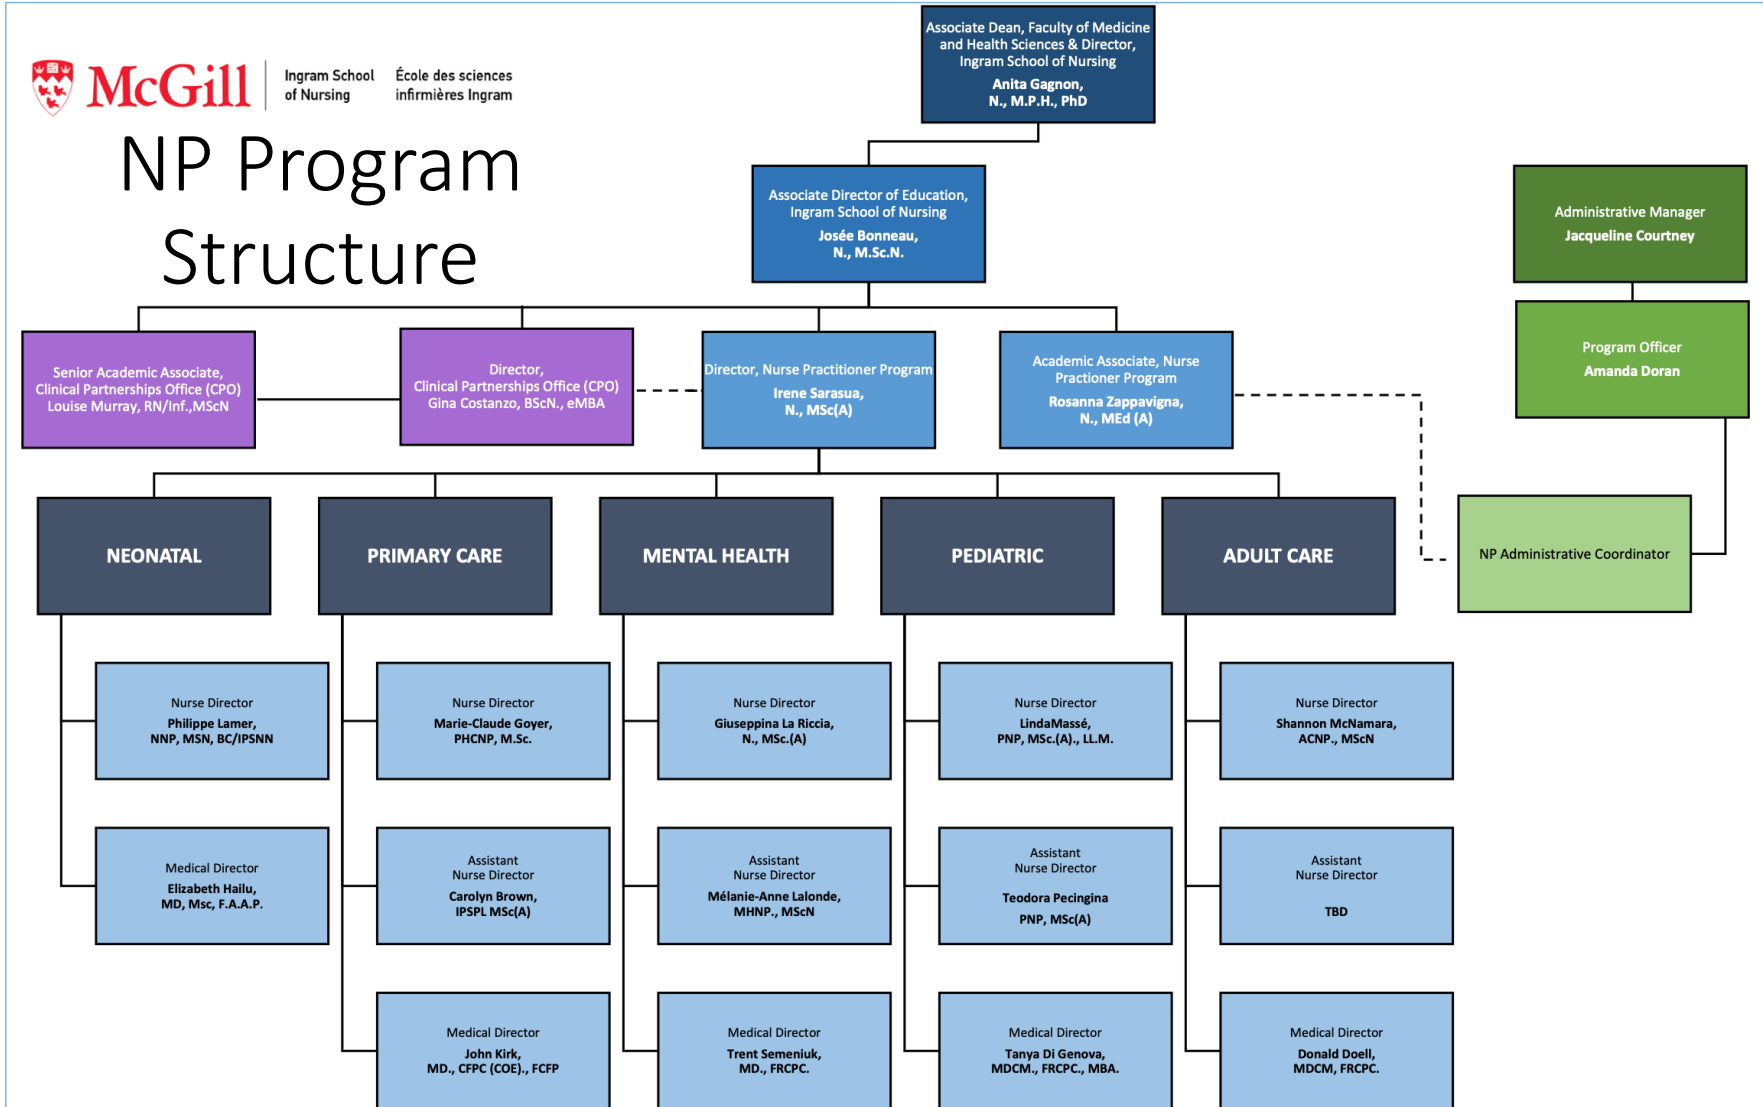 Associate Dean, Faculty of Medicine
and Health Sciences & Director,
Ingram School of Nursing
Anita Gagnon,
N., M.P.H., PhD
McGill
Ingram School
of Nursing
École des sciences
infirmières Ingram
NP Program
Structure
Associate Director of Education,
Ingram School of Nursing
Josée Bonneau,
N., M.Sc.N.
Administrative Manager
Jacqueline Courtney
Program Officer
Amanda Doran
Senior Academic Associate,
Clinical Partnerships Office (CPO)
Louise Murray, RN/Inf.,MScN
Director,
Clinical Partnerships Office (CPO)
Gina Costanzo, BScN., eMBA
Director, Nurse Practitioner Program
Irene Sarasua,
N., MSc(A)
Academic Associate, Nurse
Practioner Program
Rosanna Zappavigna,
N., MEd (A)
NEONATAL
PRIMARY CARE
MENTAL HEALTH
PEDIATRIC
ADULT CARE
NP Administrative Coordinator
Nurse Director
Philippe Lamer,
NNP, MSN, BC/IPSNN
Nurse Director
Marie-Claude Goyer,
PHCNP, M.Sc.
Nurse Director
Giuseppina La Riccia,
N., MSc.(A)
Nurse Director
LindaMassé,
PNP, MSc.(A)., LL.M.
Nurse Director
Shannon McNamara,
ACNP., MScN
Medical Director
Elizabeth Hailu,
MD, Msc, F.A.A.P.
Assistant
Nurse Director
Carolyn Brown,
IPSPL MSc(A)
Assistant
Nurse Director
Mélanie-Anne Lalonde,
MHNP., MScN
Assistant
Nurse Director
Teodora Pecingina
PNP, MSc(A)
Assistant
Nurse Director
TBD
Medical Director
John Kirk,
MD., CFPC (COE)., FCFP
Medical Director
Trent Semeniuk,
MD., FRCPC.
Medical Director
Tanya Di Genova,
MDCM., FRCPC., MBA.
Medical Director
Donald Doell,
MDCM, FRCPC.